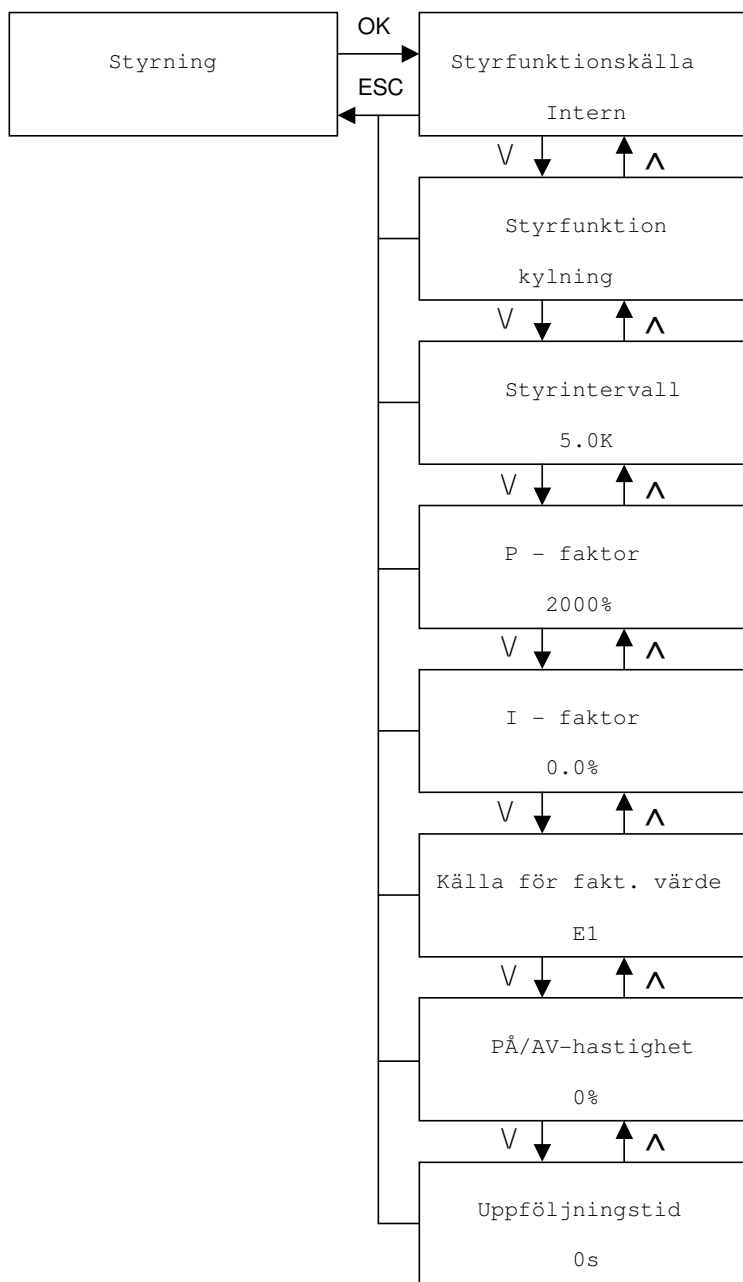 OK
Styrning
Styrfunktionskälla
ESC
Intern
\/ ʌ
Styrfunktion
kylning
\/ ʌ
Styrintervall
5.0K
\/ ʌ
P - faktor
2000%
\/ ʌ
I - faktor
0.0%
\/ ʌ
Källa för fakt. värde
E1
\/ ʌ
PÅ/AV-hastighet
0%
\/ ʌ
Uppföljningstid
0s